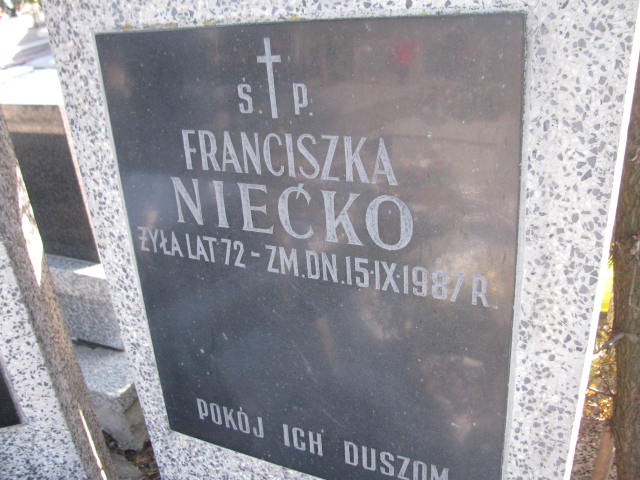 Ś. P.
FRANCISZKA
NIEĆKO
ŻYŁA LAT 72 - ZM. DN. 15.IX.1987 R.
POKÓJ ICH DUSZOM